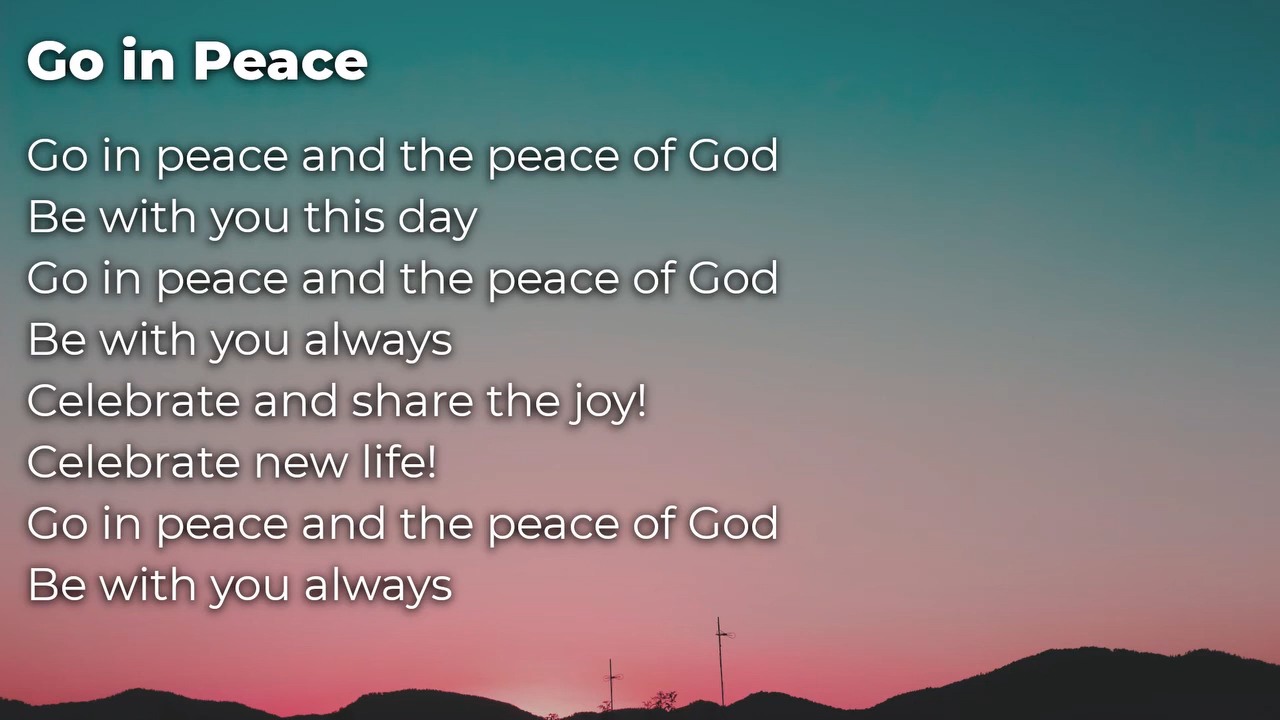 Go in Peace
Go in peace and the peace of God
Be with you this day
Go in peace and the peace of God
Be with you always
Celebrate and share the joy!
Celebrate new life!
Go in peace and the peace of God
Be with you always